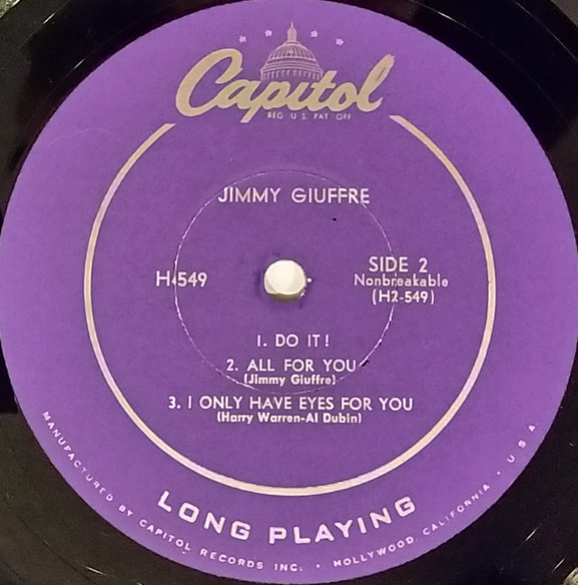 Capitol
REG. U.S. PAT. OFF.
JIMMY GIUFFRE
H-549
SIDE 2
Nonbreakable
(H2-549)
1. DO IT!
2. ALL FOR YOU
(Jimmy Giuffre)
3. I ONLY HAVE EYES FOR YOU
(Harry Warren-Al Dubin)
LONG PLAYING
MANUFACTURED BY CAPITOL RECORDS INC. • HOLLYWOOD, CALIFORNIA • U.S.A.